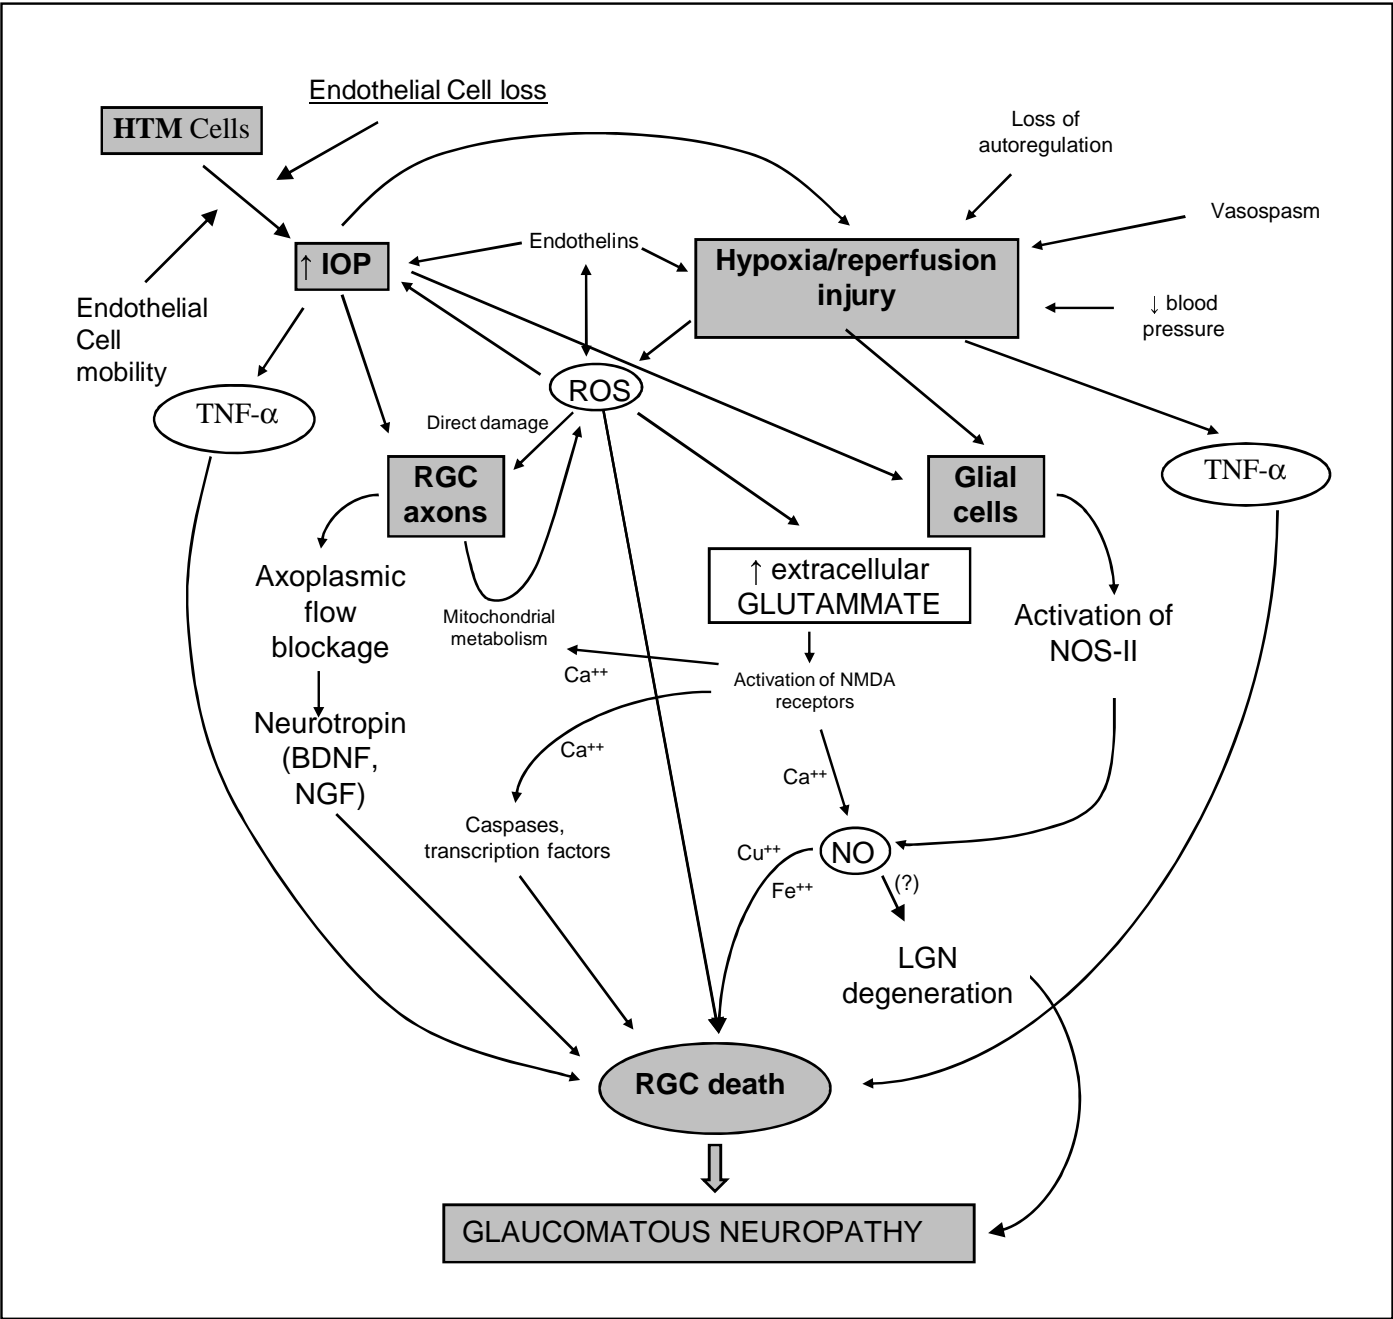 Endothelial Cell loss
HTM Cells
Loss of
autoregulation
Vasospasm
Endothelins
↑ IOP
Hypoxia/reperfusion
injury
Endothelial
Cell
mobility
↓ blood
pressure
ROS
TNF-α
Direct damage
RGC
axons
Glial
cells
TNF-α
Axoplasmic
flow
blockage
Mitochondrial
metabolism
↑ extracellular
GLUTAMMATE
Activation of
NOS-II
Ca++
Activation of NMDA
receptors
Neurotropin
(BDNF,
NGF)
Ca++
Ca++
Caspases,
transcription factors
Cu++
NO
Fe++
(?)
LGN
degeneration
RGC death
GLAUCOMATOUS NEUROPATHY